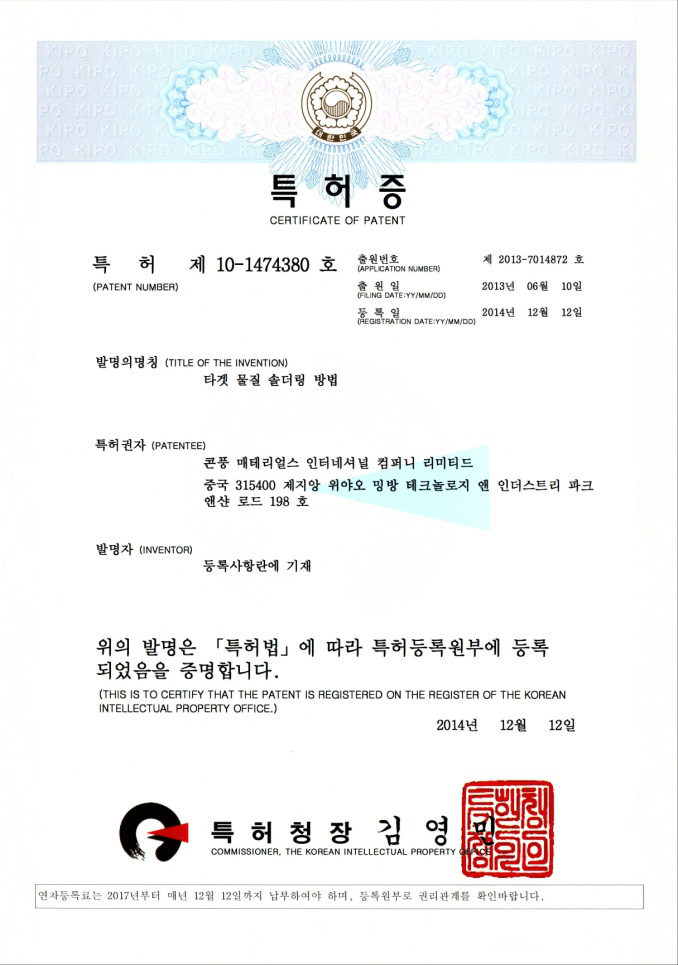 KIPO KIPO KIPO KIPO
대한민국
특허증
CERTIFICATE OF PATENT
특 허 제 10-1474380 호
(PATENT NUMBER)
출원번호 제 2013-7014872 호
(APPLICATION NUMBER)
출 원 일 2013년 06월 10일
(FILING DATE:YY/MM/DD)
등 록 일 2014년 12월 12일
(REGISTRATION DATE:YY/MM/DD)
발명의명칭 (TITLE OF THE INVENTION)
타겟 물질 솔더링 방법
특허권자 (PATENTEE)
콘풍 매테리얼스 인터네셔널 컴퍼니 리미티드
중국 315400 제지앙 위야오 밍방 테크놀로지 앤 인더스트리 파크
앤샨 로드 198 호
발명자 (INVENTOR)
등록사항란에 기재
위의 발명은 「특허법」에 따라 특허등록원부에 등록
되었음을 증명합니다.
(THIS IS TO CERTIFY THAT THE PATENT IS REGISTERED ON THE REGISTER OF THE KOREAN
INTELLECTUAL PROPERTY OFFICE.)
2014년 12월 12일
특허청장 김영민
COMMISSIONER, THE KOREAN INTELLECTUAL PROPERTY OFFICE
연차등록료는 2017년부터 매년 12월 12일까지 납부하여야 하며, 등록원부로 권리관계를 확인바랍니다.